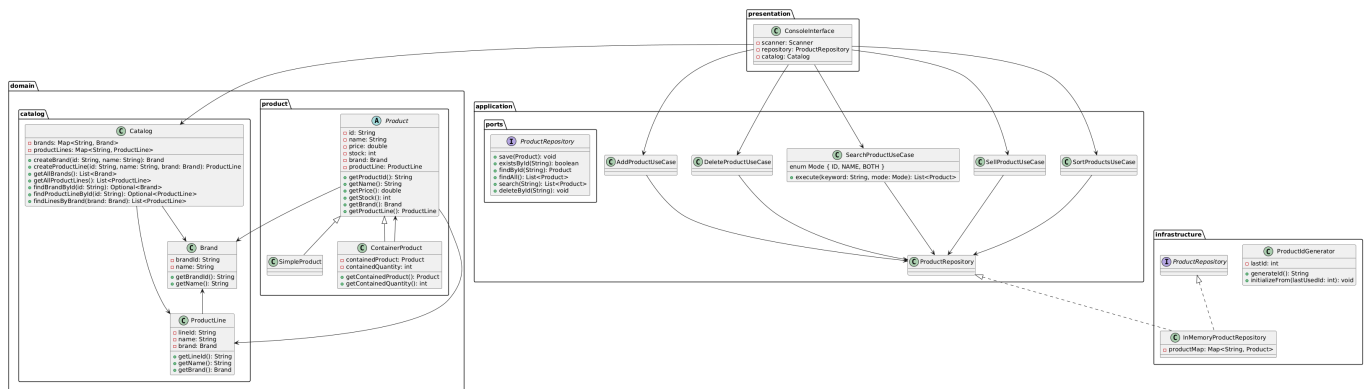 presentation
C ConsoleInterface
scanner: Scanner
repository: ProductRepository
catalog: Catalog
domain
catalog
C Catalog
brands: Map<String, Brand>
productLines: Map<String, ProductLine>
createBrand(id: String, name: String): Brand
createProductLine(id: String, name: String, brand: Brand): ProductLine
getAllBrands(): List<Brand>
getAllProductLines(): List<ProductLine>
findBrandById(id: String): Optional<Brand>
findProductLineById(id: String): Optional<ProductLine>
findLinesByBrand(brand: Brand): List<ProductLine>
C Brand
brandId: String
name: String
getBrandId(): String
getName(): String
C ProductLine
lineId: String
name: String
brand: Brand
getLineId(): String
getName(): String
getBrand(): Brand
product
A Product
id: String
name: String
price: double
stock: int
brand: Brand
productLine: ProductLine
getProductId(): String
getName(): String
getPrice(): double
getStock(): int
getBrand(): Brand
getProductLine(): ProductLine
C SimpleProduct
C ContainerProduct
containedProduct: Product
containedQuantity: int
getContainedProduct(): Product
getContainedQuantity(): int
application
ports
I ProductRepository
save(Product): void
existsById(String): boolean
findById(String): Product
findAll(): List<Product>
search(String): List<Product>
deleteById(String): void
C AddProductUseCase
C DeleteProductUseCase
C SearchProductUseCase
enum Mode { ID, NAME, BOTH }
execute(keyword: String, mode: Mode): List<Product>
C SellProductUseCase
C SortProductsUseCase
C ProductRepository
infrastructure
I ProductRepository
C ProductIdGenerator
lastId: int
generateId(): String
initializeFrom(lastUsedId: int): void
C InMemoryProductRepository
productMap: Map<String, Product>